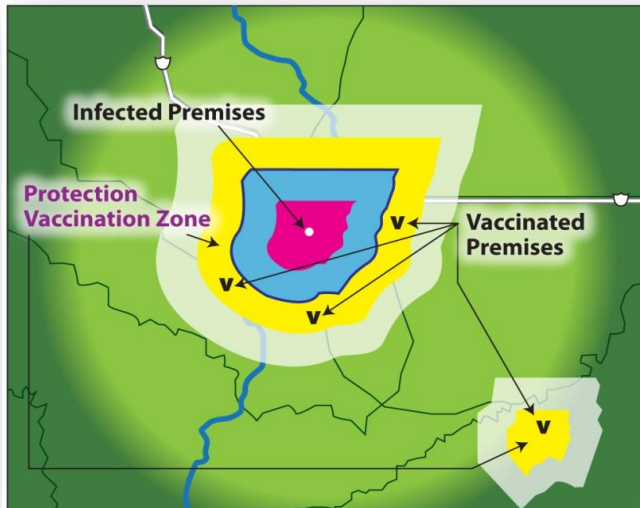 Infected Premises
Protection
Vaccination Zone
V
Vaccinated
Premises
V
V
V